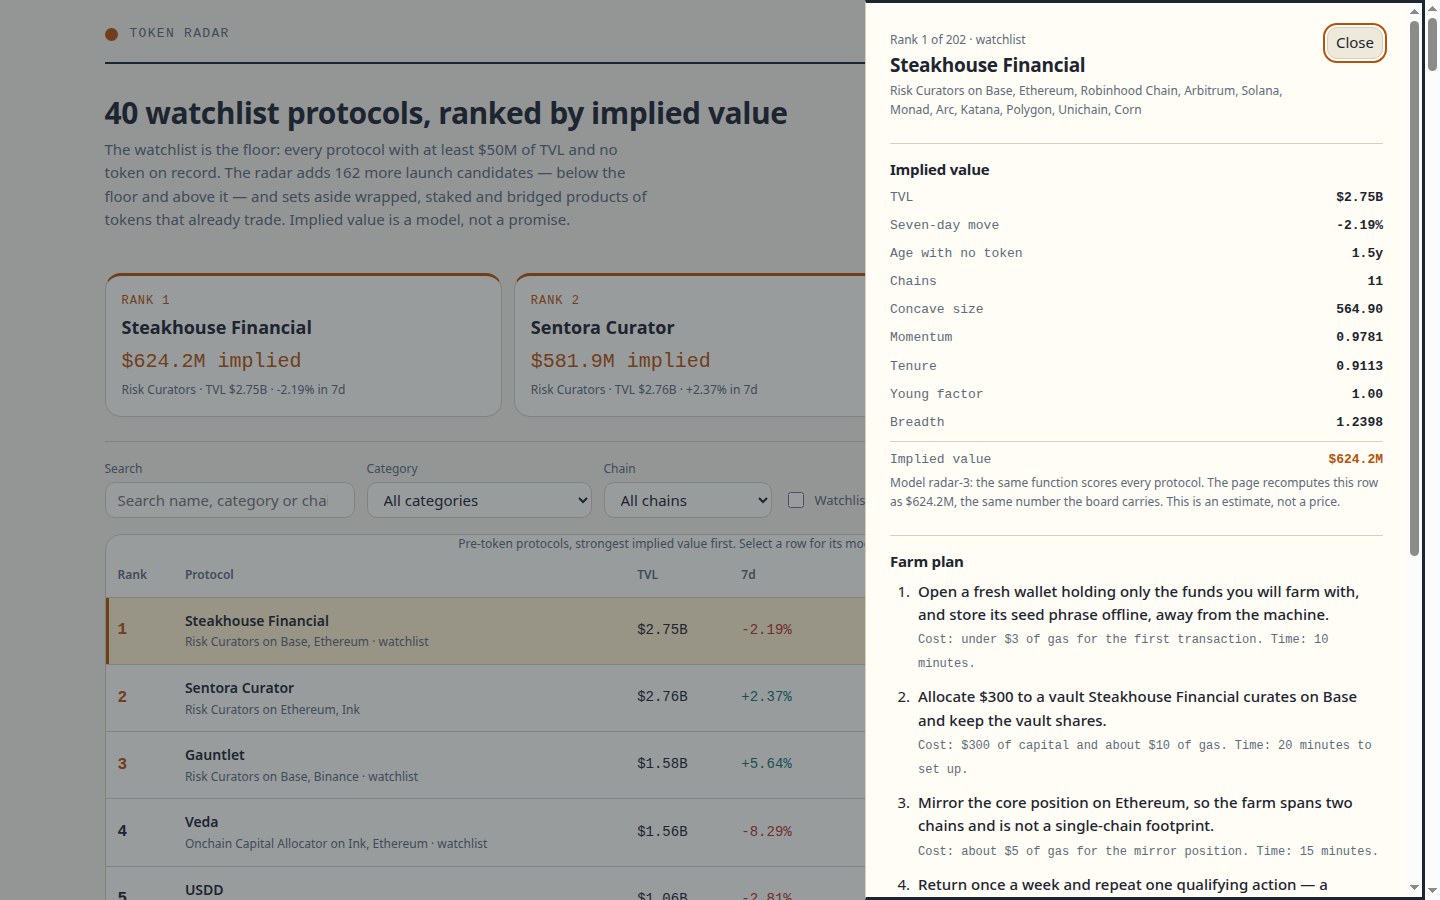 TOKEN RADAR
40 watchlist protocols, ranked by implied value
The watchlist is the floor: every protocol with at least $50M of TVL and no
token on record. The radar adds 162 more launch candidates — below the
floor and above it — and sets aside wrapped, staked and bridged products of
tokens that already trade. Implied value is a model, not a promise.
RANK 1
Steakhouse Financial
$624.2M implied
Risk Curators · TVL $2.75B · -2.19% in 7d
RANK 2
Sentora Curator
$581.9M implied
Risk Curators · TVL $2.76B · +2.37% in 7d
Search
Category
Chain
Search name, category or chai
All categories
All chains
Watchlis
Pre-token protocols, strongest implied value first. Select a row for its mo
Rank Protocol TVL 7d
1 Steakhouse Financial $2.75B -2.19%
Risk Curators on Base, Ethereum · watchlist
2 Sentora Curator $2.76B +2.37%
Risk Curators on Ethereum, Ink
3 Gauntlet $1.58B +5.64%
Risk Curators on Base, Binance · watchlist
4 Veda $1.56B -8.29%
Onchain Capital Allocator on Ink, Ethereum · watchlist
5 USDD $1.06B -2.81%
Rank 1 of 202 · watchlist
Close
Steakhouse Financial
Risk Curators on Base, Ethereum, Robinhood Chain, Arbitrum, Solana,
Monad, Arc, Katana, Polygon, Unichain, Corn
Implied value
TVL $2.75B
Seven-day move -2.19%
Age with no token 1.5y
Chains 11
Concave size 564.90
Momentum 0.9781
Tenure 0.9113
Young factor 1.00
Breadth 1.2398
Implied value $624.2M
Model radar-3: the same function scores every protocol. The page recomputes this row
as $624.2M, the same number the board carries. This is an estimate, not a price.
Farm plan
1. Open a fresh wallet holding only the funds you will farm with,
and store its seed phrase offline, away from the machine.
Cost: under $3 of gas for the first transaction. Time: 10
minutes.
2. Allocate $300 to a vault Steakhouse Financial curates on Base
and keep the vault shares.
Cost: $300 of capital and about $10 of gas. Time: 20 minutes to
set up.
3. Mirror the core position on Ethereum, so the farm spans two
chains and is not a single-chain footprint.
Cost: about $5 of gas for the mirror position. Time: 15 minutes.
4. Return once a week and repeat one qualifying action — a